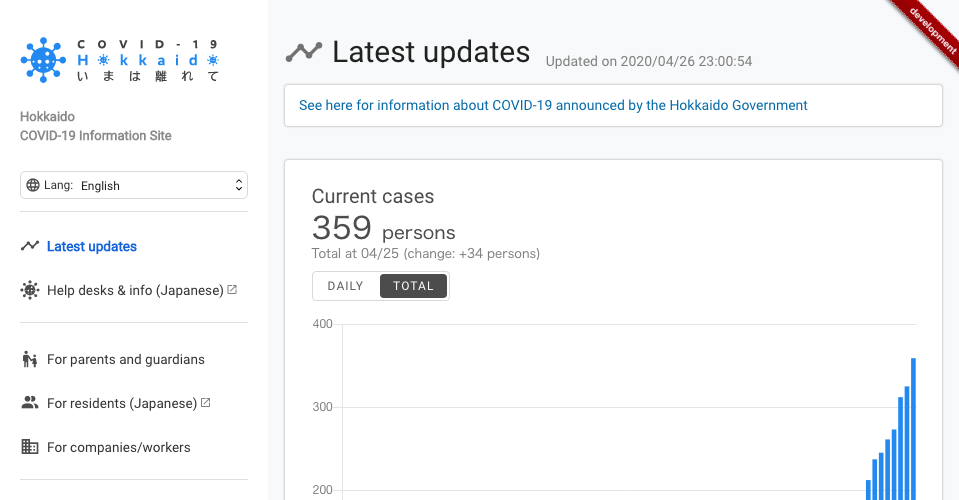 COVID-19
Hokkaido
いまは離れて
Hokkaido
COVID-19 Information Site
Lang: English
Latest updates
Help desks & info (Japanese)
For parents and guardians
For residents (Japanese)
For companies/workers
development
Latest updates Updated on 2020/04/26 23:00:54
See here for information about COVID-19 announced by the Hokkaido Government
Current cases
359 persons
Total at 04/25 (change: +34 persons)
DAILY TOTAL
400
300
200